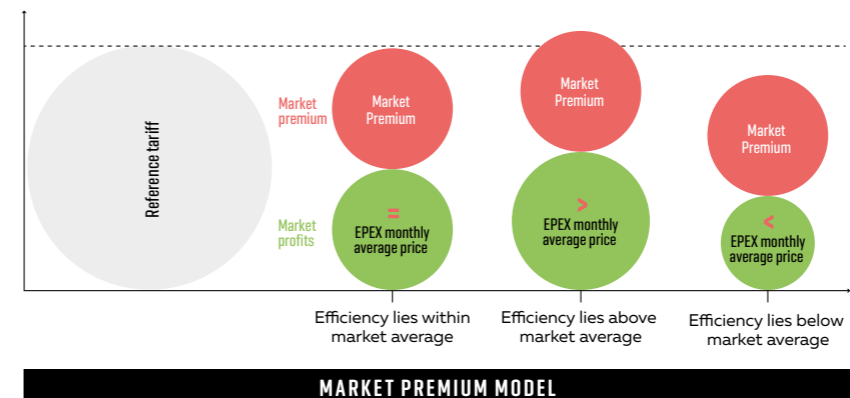 Reference tariff
Market
premium
Market
profits
Market
Premium
=
EPEX monthly
average price
Market
Premium
>
EPEX monthly
average price
Market
Premium
<
EPEX monthly
average price
Efficiency lies within
market average
Efficiency lies above
market average
Efficiency lies below
market average
MARKET PREMIUM MODEL